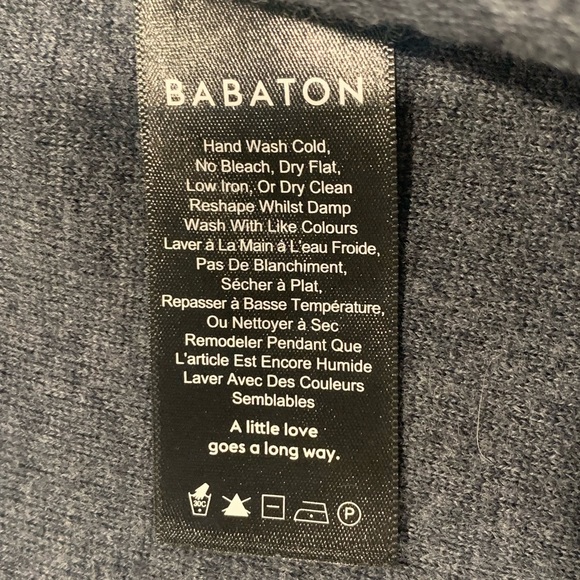 BABATON
Hand Wash Cold,
No Bleach, Dry Flat,
Low Iron, Or Dry Clean
Reshape Whilst Damp
Wash With Like Colours
Laver à La Main à L'eau Froide,
Pas De Blanchiment,
Sécher à Plat,
Repasser à Basse Température,
Ou Nettoyer à Sec
Remodeler Pendant Que
L'article Est Encore Humide
Laver Avec Des Couleurs
Semblables
A little love
goes a long way.
30C P